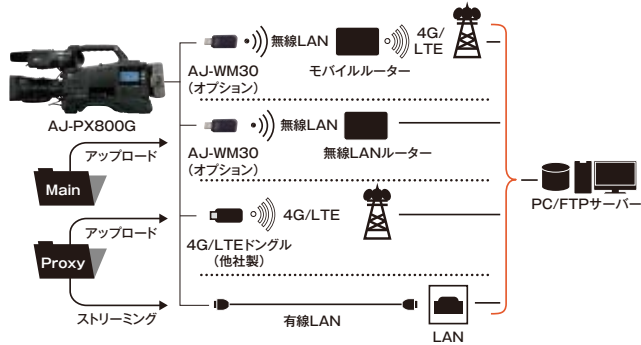 AJ-PX800G
アップロード
Main
アップロード
Proxy
ストリーミング
無線LAN
4G/
LTE
AJ-WM30
(オプション)
モバイルルーター
無線LAN
AJ-WM30
(オプション)
無線LANルーター
4G/LTE
4G/LTEドングル
(他社製)
有線LAN
LAN
PC/FTPサーバー